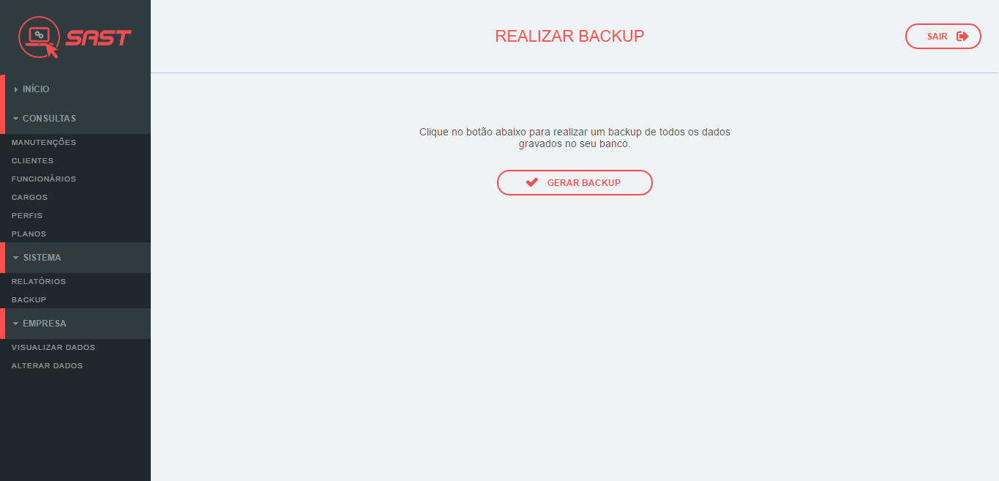 SAST
REALIZAR BACKUP
SAIR
INÍCIO
CONSULTAS
MANUTENÇÕES
CLIENTES
FUNCIONÁRIOS
CARGOS
PERFIS
PLANOS
SISTEMA
RELATÓRIOS
BACKUP
EMPRESA
VISUALIZAR DADOS
ALTERAR DADOS
Clique no botão abaixo para realizar um backup de todos os dados
gravados no seu banco.
GERAR BACKUP